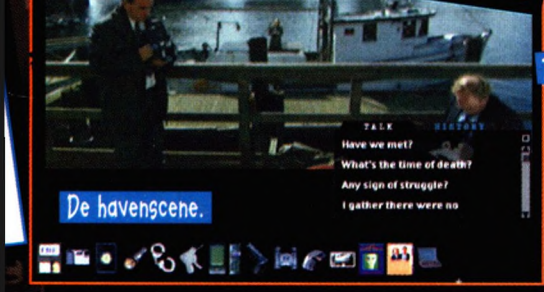 TALK HISTORY
Have we met?
What's the time of death?
Any sign of struggle?
I gather there were no
De havenscene.